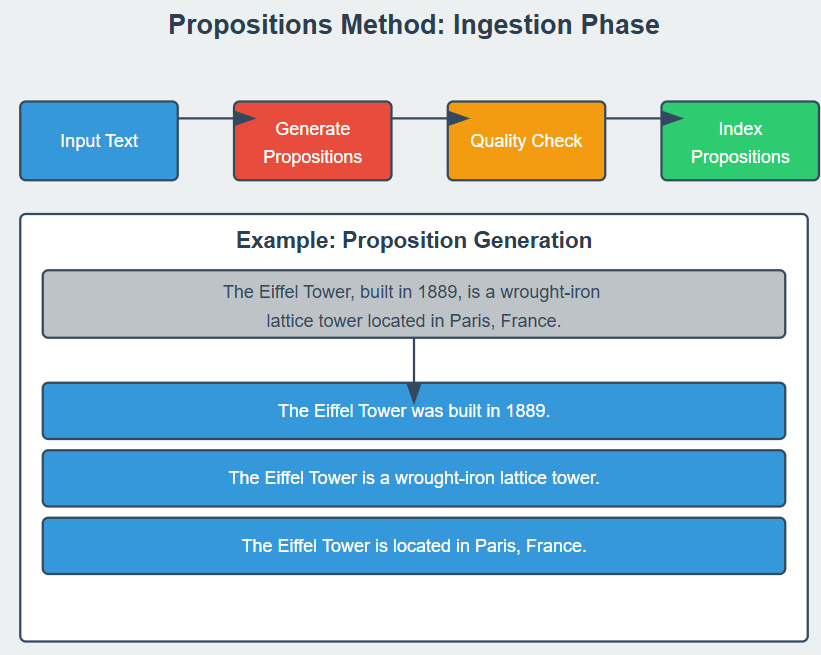 Propositions Method: Ingestion Phase
Input Text
Generate
Propositions
Quality Check
Index
Propositions
Example: Proposition Generation
The Eiffel Tower, built in 1889, is a wrought-iron
lattice tower located in Paris, France.
The Eiffel Tower was built in 1889.
The Eiffel Tower is a wrought-iron lattice tower.
The Eiffel Tower is located in Paris, France.